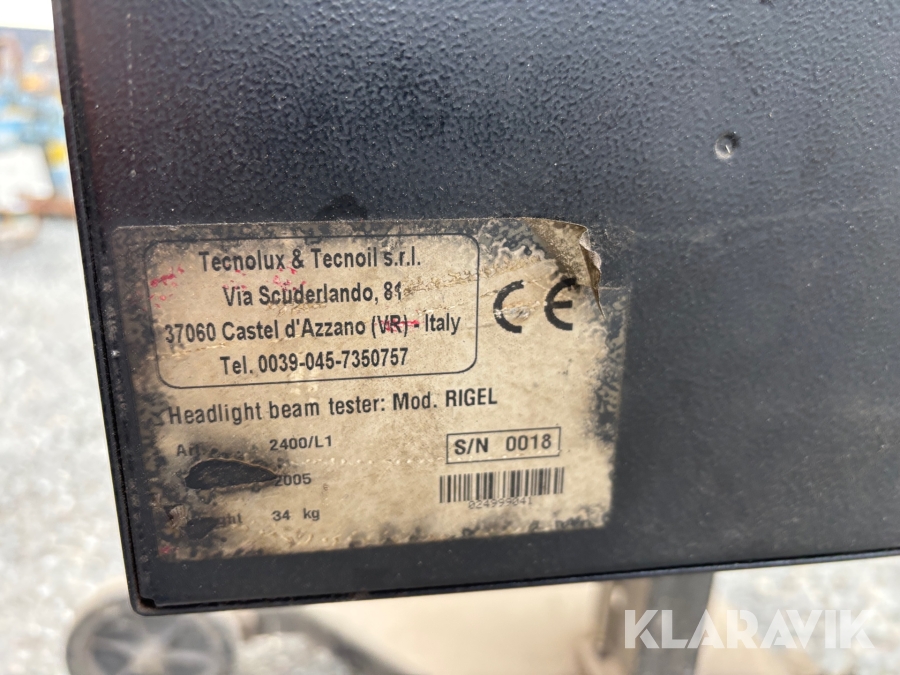 Tecnolux & Tecnoil s.r.l.
Via Scuderlando, 81
37060 Castel d'Azzano (VR) - Italy
Tel. 0039-045-7350757
CE
Headlight beam tester: Mod. RIGEL
2400/L1
S/N 0018
2005
024999041
34 kg
KLARAVIK